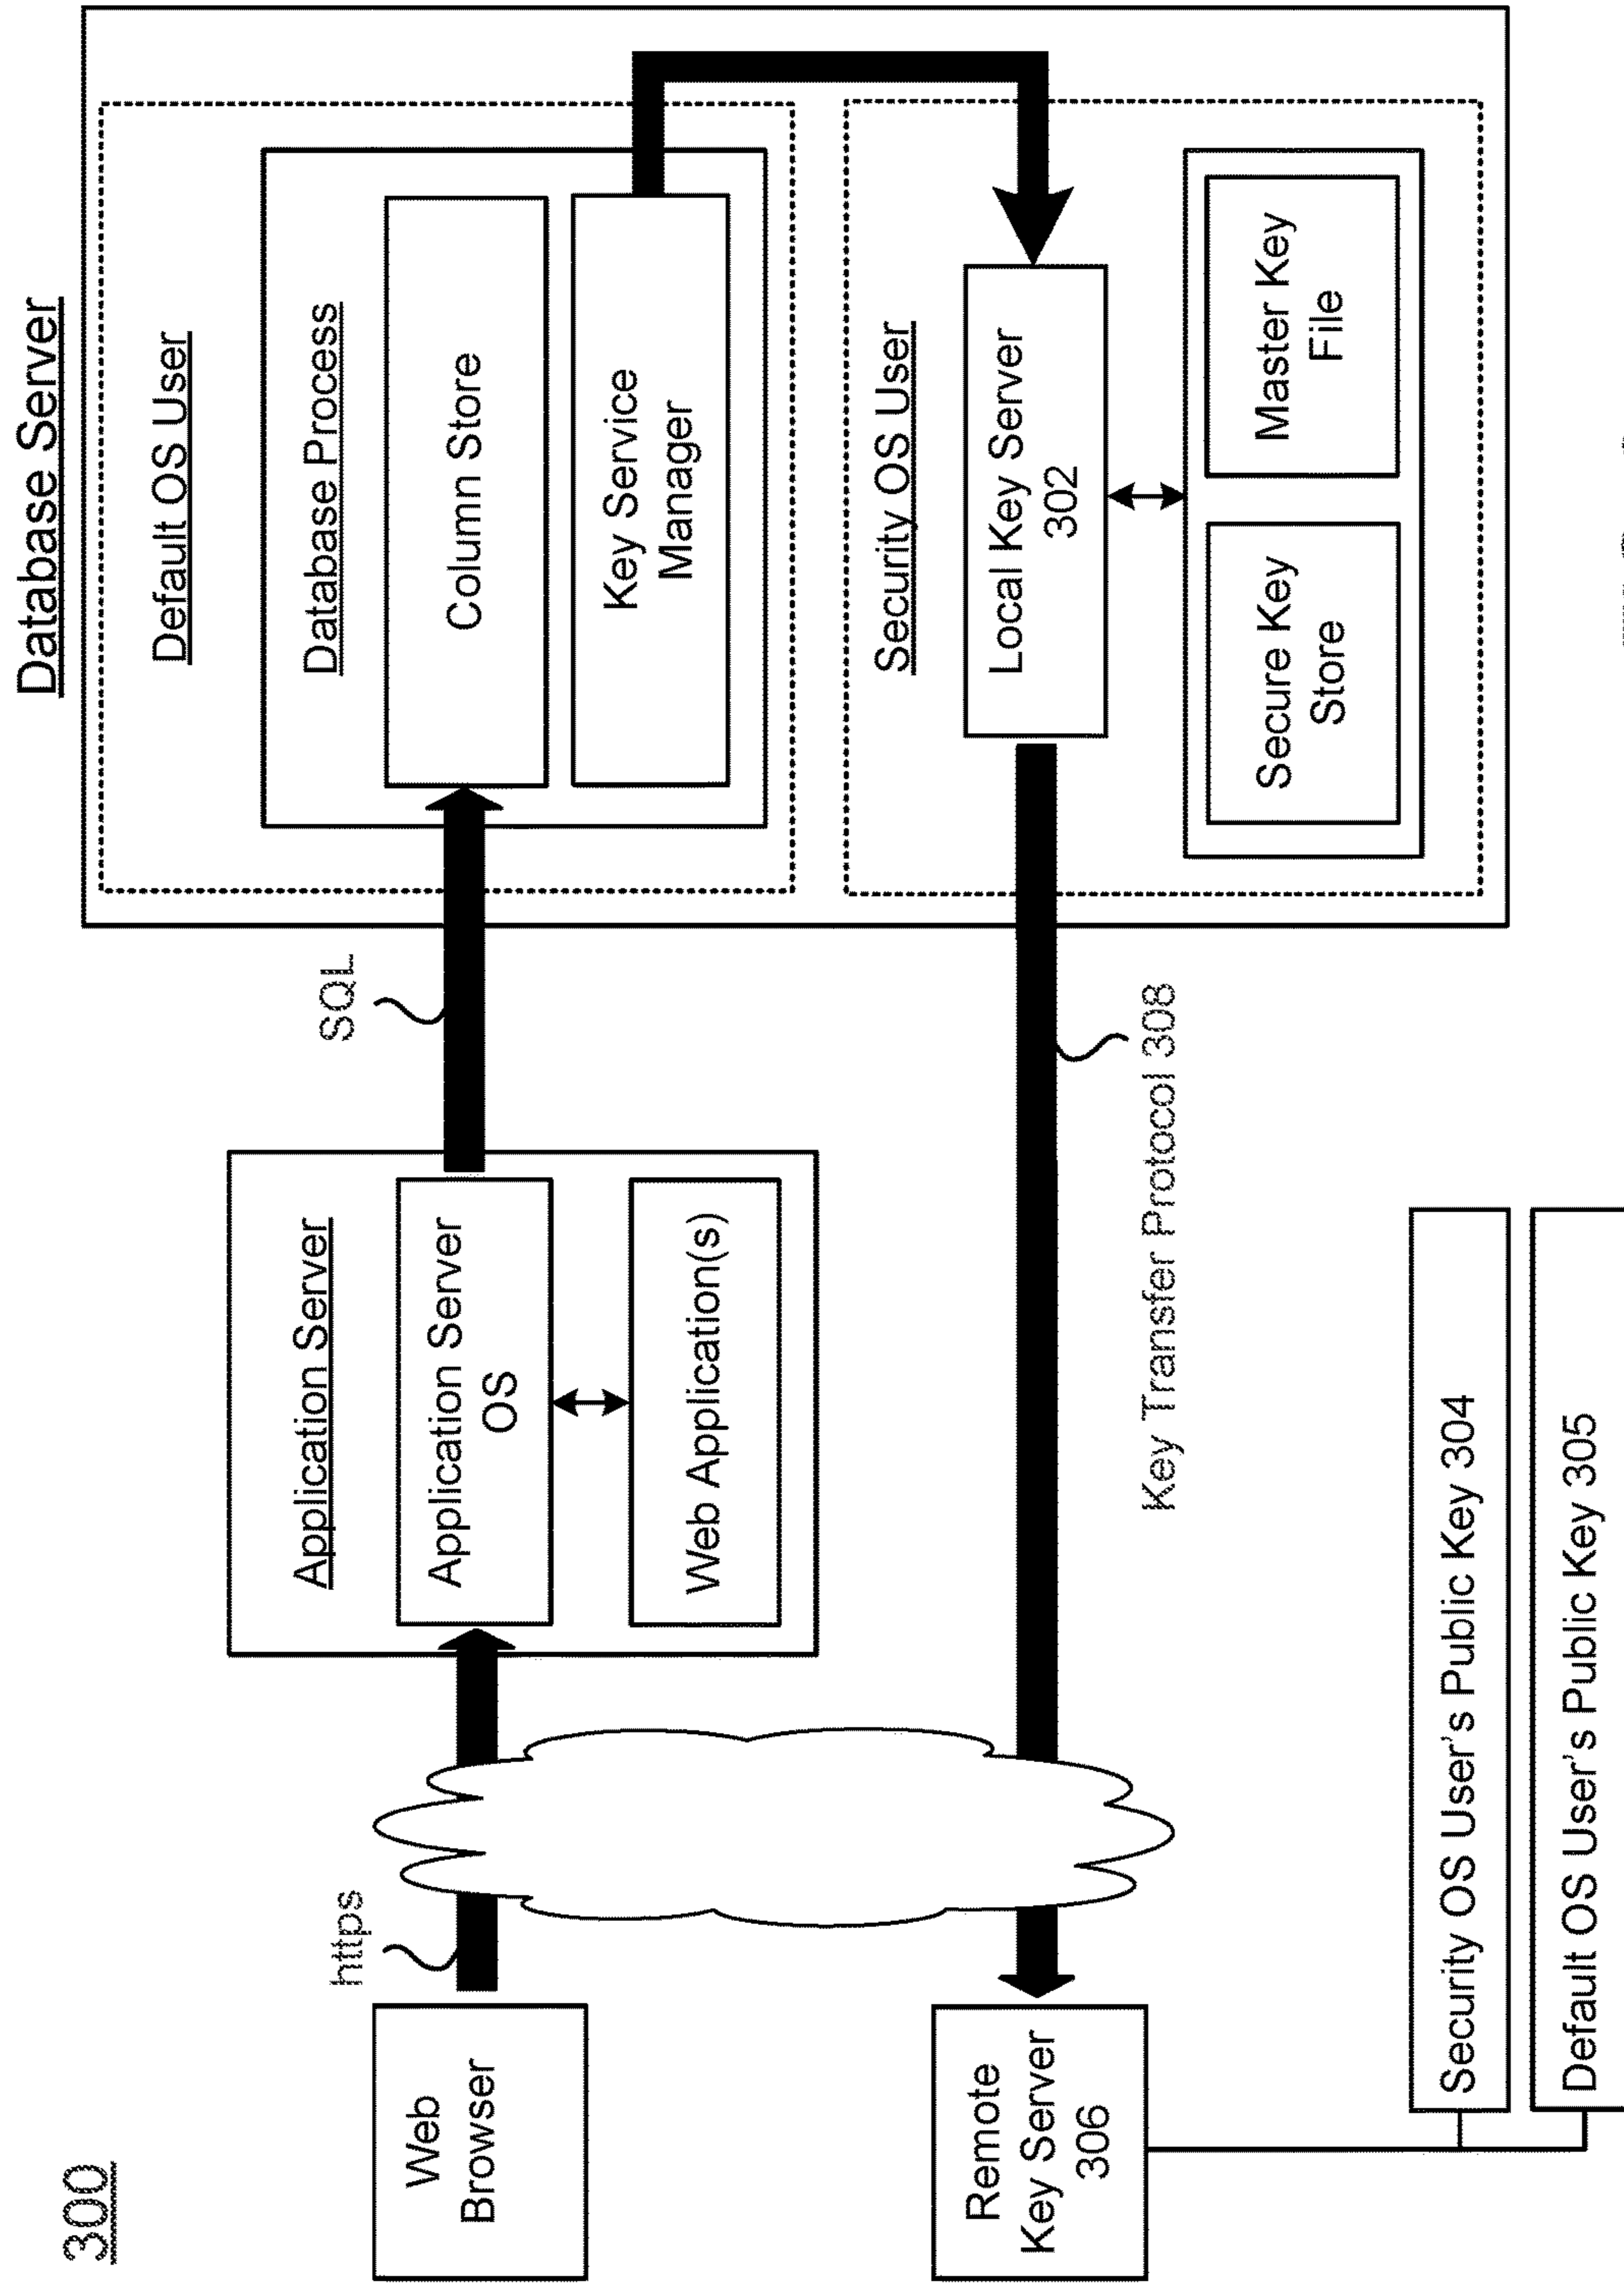 300
Database Server
Default OS User
Database Process
Column Store
Key Service
Manager
Security OS User
Local Key Server
302
Secure Key
Store
Master Key
File
SQL
Application Server
Application Server
OS
Web Application(s)
https
Web
Browser
Key Transfer Protocol 308
Remote
Key Server
306
Security OS User's Public Key 304
Default OS User's Public Key 305